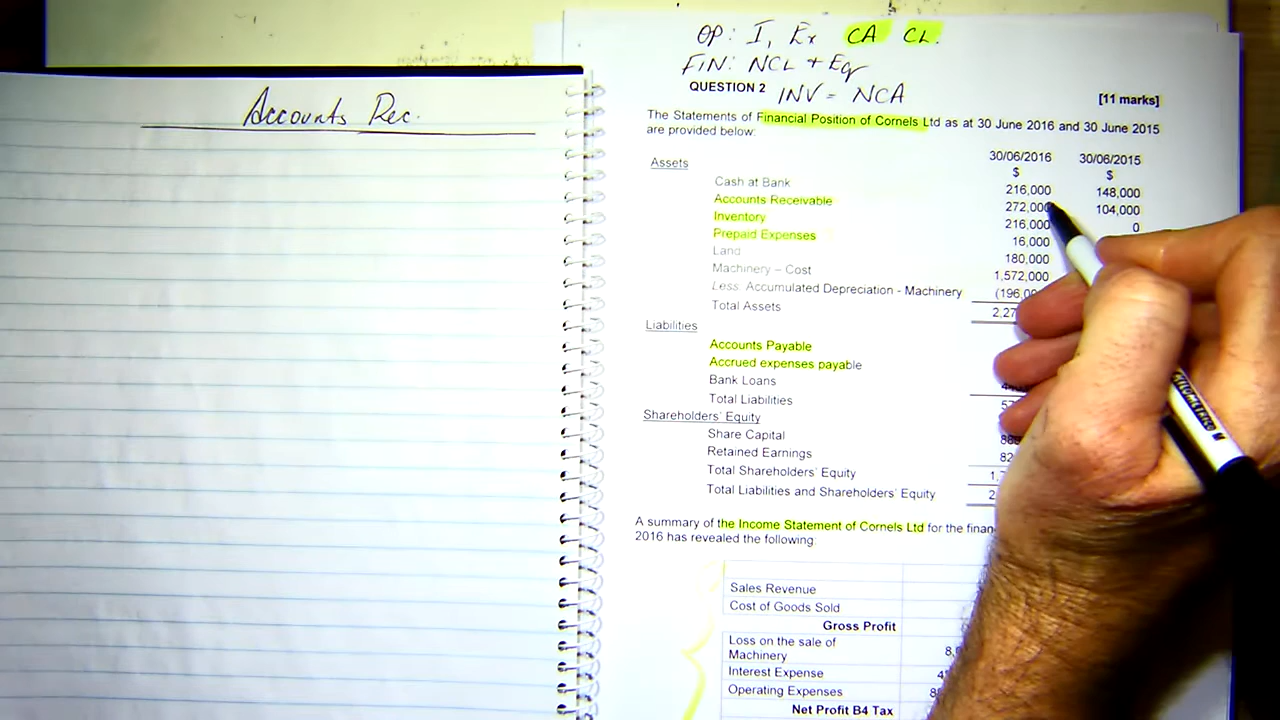 Accounts Rec.
OP: I, Ex CA CL.
FIN: NCL + Eq
QUESTION 2 INV = NCA [11 marks]
The Statements of Financial Position of Cornels Ltd as at 30 June 2016 and 30 June 2015
are provided below:
Assets 30/06/2016 30/06/2015
$ $
Cash at Bank 216,000 148,000
Accounts Receivable 272,000 104,000
Inventory 216,000 0
Prepaid Expenses 16,000
Land 180,000
Machinery – Cost 1,572,000
Less: Accumulated Depreciation - Machinery
Total Assets
Liabilities
Accounts Payable
Accrued expenses payable
Bank Loans
Total Liabilities
Shareholders' Equity
Share Capital
Retained Earnings
Total Shareholders' Equity
Total Liabilities and Shareholders' Equity
A summary of the Income Statement of Cornels Ltd for the
2016 has revealed the following:
Sales Revenue
Cost of Goods Sold
Gross Profit
Loss on the sale of
Machinery
Interest Expense
Operating Expenses
Net Profit B4 Tax
KILOMETRICO M